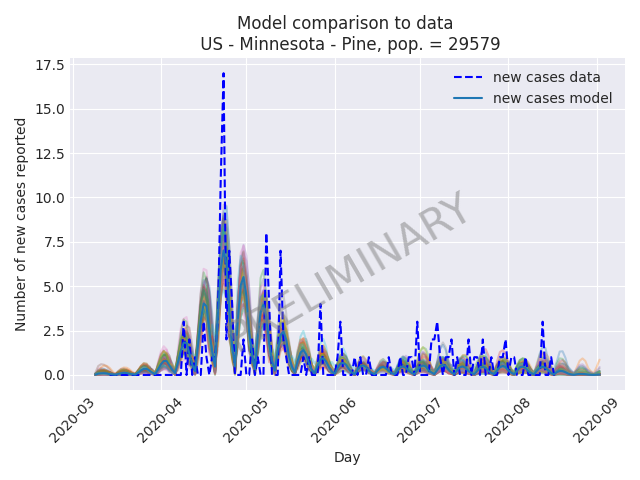 Model comparison to data
US - Minnesota - Pine, pop. = 29579
17.5
15.0
12.5
10.0
7.5
5.0
2.5
0.0
Number of new cases reported
new cases data
new cases model
PRELIMINARY
2020-03
2020-04
2020-05
2020-06
2020-07
2020-08
2020-09
Day